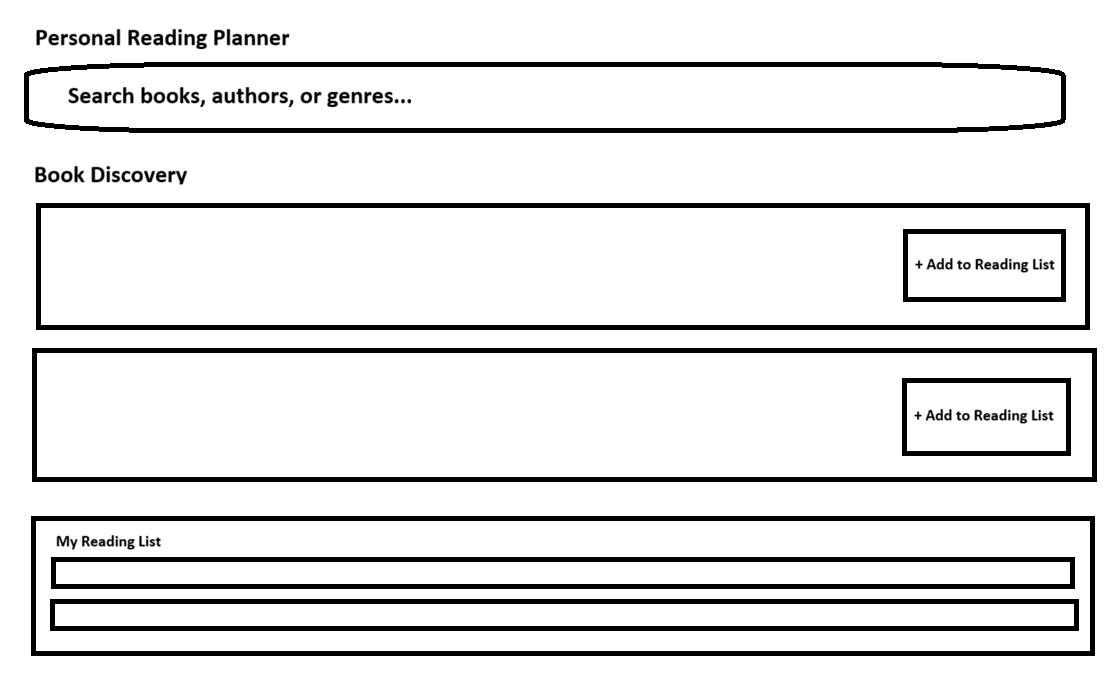 Personal Reading Planner
Search books, authors, or genres...
Book Discovery
+ Add to Reading List
+ Add to Reading List
My Reading List